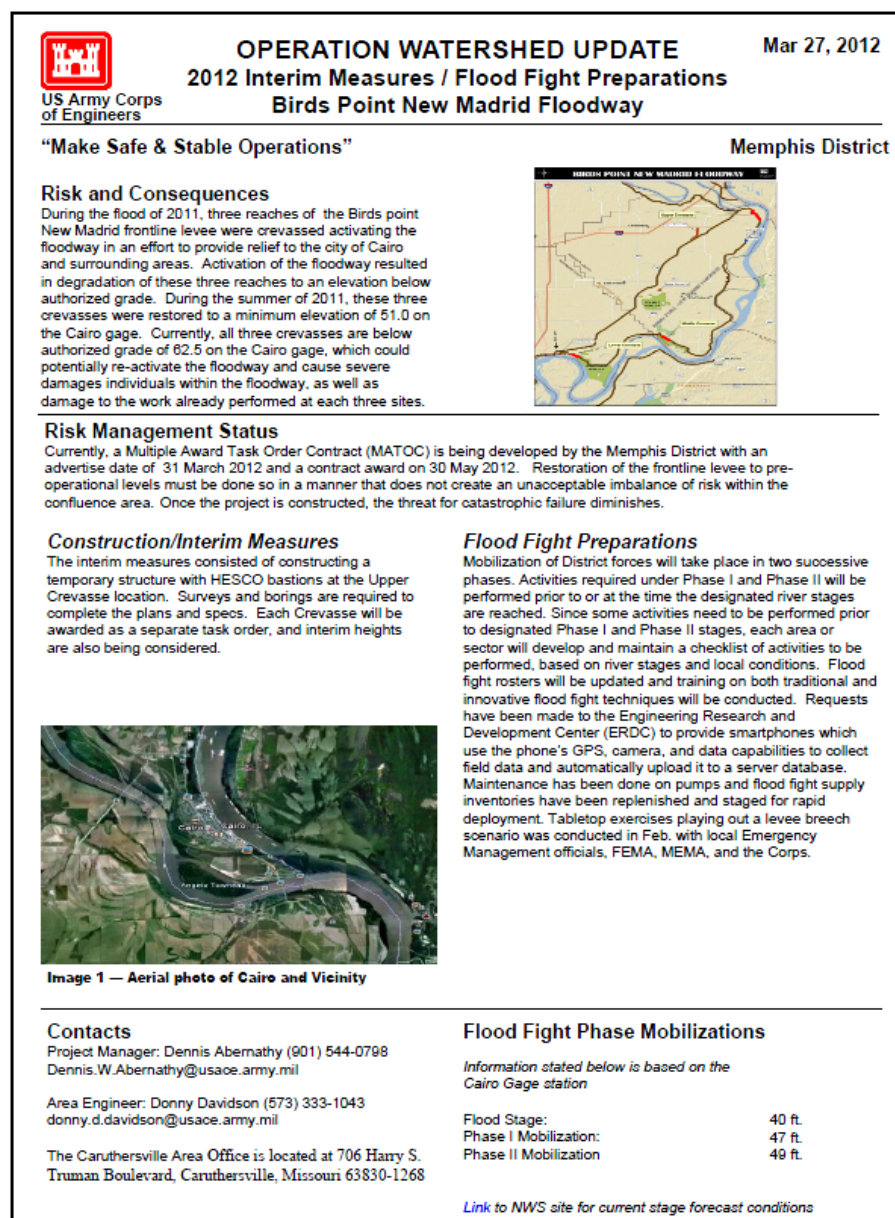 OPERATION WATERSHED UPDATE
Mar 27, 2012
2012 Interim Measures / Flood Fight Preparations
Birds Point New Madrid Floodway
US Army Corps
of Engineers
“Make Safe & Stable Operations”
Memphis District
Risk and Consequences
During the flood of 2011, three reaches of the Birds point
New Madrid frontline levee were crevassed activating the
floodway in an effort to provide relief to the city of Cairo
and surrounding areas. Activation of the floodway resulted
in degradation of these three reaches to an elevation below
authorized grade. During the summer of 2011, these three
crevasses were restored to a minimum elevation of 51.0 on
the Cairo gage. Currently, all three crevasses are below
authorized grade of 62.5 on the Cairo gage, which could
potentially re-activate the floodway and cause severe
damages individuals within the floodway, as well as
damage to the work already performed at each three sites.
BIRDS POINT NEW MADRID FLOODWAY
Upper Crevasse
Middle Crevasse
Lower Crevasse
Risk Management Status
Currently, a Multiple Award Task Order Contract (MATOC) is being developed by the Memphis District with an
advertise date of 31 March 2012 and a contract award on 30 May 2012. Restoration of the frontline levee to pre-
operational levels must be done so in a manner that does not create an unacceptable imbalance of risk within the
confluence area. Once the project is constructed, the threat for catastrophic failure diminishes.
Construction/Interim Measures
The interim measures consisted of constructing a
temporary structure with HESCO bastions at the Upper
Crevasse location. Surveys and borings are required to
complete the plans and specs. Each Crevasse will be
awarded as a separate task order, and interim heights
are also being considered.
Cairo
Cairo, IL
Angelo Towhead
Image 1 — Aerial photo of Cairo and Vicinity
Flood Fight Preparations
Mobilization of District forces will take place in two successive
phases. Activities required under Phase I and Phase II will be
performed prior to or at the time the designated river stages
are reached. Since some activities need to be performed prior
to designated Phase I and Phase II stages, each area or
sector will develop and maintain a checklist of activities to be
performed, based on river stages and local conditions. Flood
fight rosters will be updated and training on both traditional and
innovative flood fight techniques will be conducted. Requests
have been made to the Engineering Research and
Development Center (ERDC) to provide smartphones which
use the phone’s GPS, camera, and data capabilities to collect
field data and automatically upload it to a server database.
Maintenance has been done on pumps and flood fight supply
inventories have been replenished and staged for rapid
deployment. Tabletop exercises playing out a levee breech
scenario was conducted in Feb. with local Emergency
Management officials, FEMA, MEMA, and the Corps.
Contacts
Project Manager: Dennis Abernathy (901) 544-0798
Dennis.W.Abernathy@usace.army.mil
Area Engineer: Donny Davidson (573) 333-1043
donny.d.davidson@usace.army.mil
The Caruthersville Area Office is located at 706 Harry S.
Truman Boulevard, Caruthersville, Missouri 63830-1268
Flood Fight Phase Mobilizations
Information stated below is based on the
Cairo Gage station
Flood Stage: 40 ft.
Phase I Mobilization: 47 ft.
Phase II Mobilization 49 ft.
Link to NWS site for current stage forecast conditions